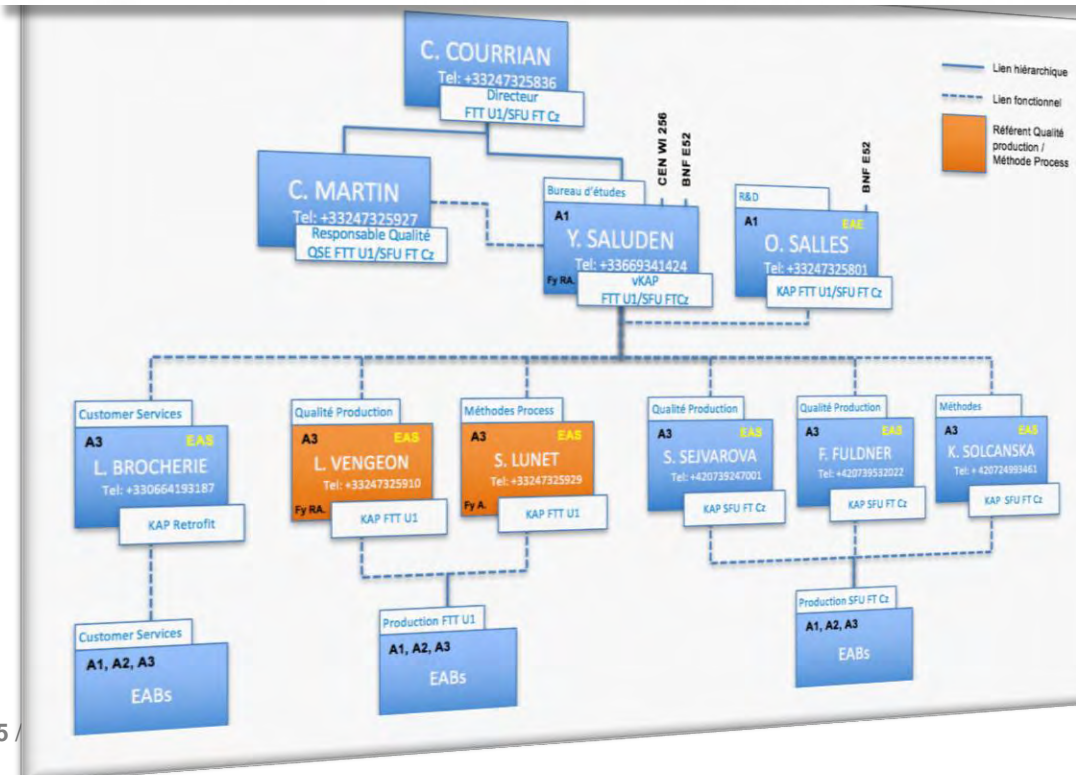 C. COURRIAN
Tel: +33247325836
Directeur
FTT U1/SFU FT Cz
Lien hiérarchique
Lien fonctionnel
Référent Qualité
production /
Méthode Process
C. MARTIN
Tel: +33247325927
Responsable Qualité
QSE FTT U1/SFU FT Cz
CEN WI 256
BNF E52
Bureau d'études
A1
Y. SALUDEN
Tel: +33669341424
Fy RA.
vKAP
FTT U1/SFU FTCz
BNF E52
R&D
A1
EAE
O. SALLES
Tel: +33247325801
KAP FTT U1/SFU FT Cz
Customer Services
A3
EAS
L. BROCHERIE
Tel: +330664193187
KAP Retrofit
Qualité Production
A3
EAS
L. VENGEON
Tel: +33247325910
Fy RA.
KAP FTT U1
Méthodes Process
A3
EAS
S. LUNET
Tel: +33247325929
Fy A.
KAP FTT U1
Qualité Production
A3
EAS
S. SEJVAROVA
Tel: +420739247001
KAP SFU FT Cz
Qualité Production
A3
EAS
F. FULDNER
Tel: +420739532022
KAP SFU FT Cz
Méthodes
A3
EAS
K. SOLCANSKA
Tel: + 420724993461
KAP SFU FT Cz
Customer Services
A1, A2, A3
EABs
Production FTT U1
A1, A2, A3
EABs
Production SFU FT Cz
A1, A2, A3
EABs
5 /